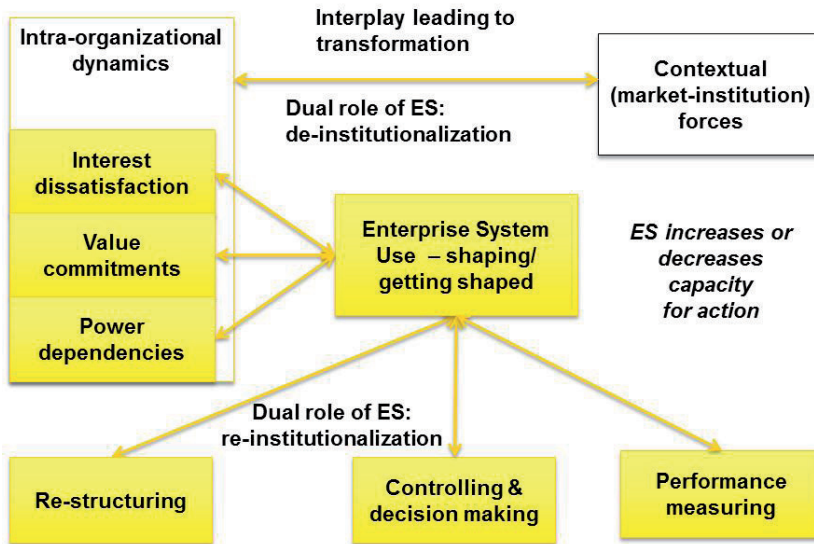 Intra-organizational
dynamics
Interplay leading to
transformation
Contextual
(market-institution)
forces
Dual role of ES:
de-institutionalization
Interest
dissatisfaction
Value
commitments
Power
dependencies
Enterprise System
Use – shaping/
getting shaped
ES increases or
decreases
capacity
for action
Dual role of ES:
re-institutionalization
Re-structuring
Controlling &
decision making
Performance
measuring